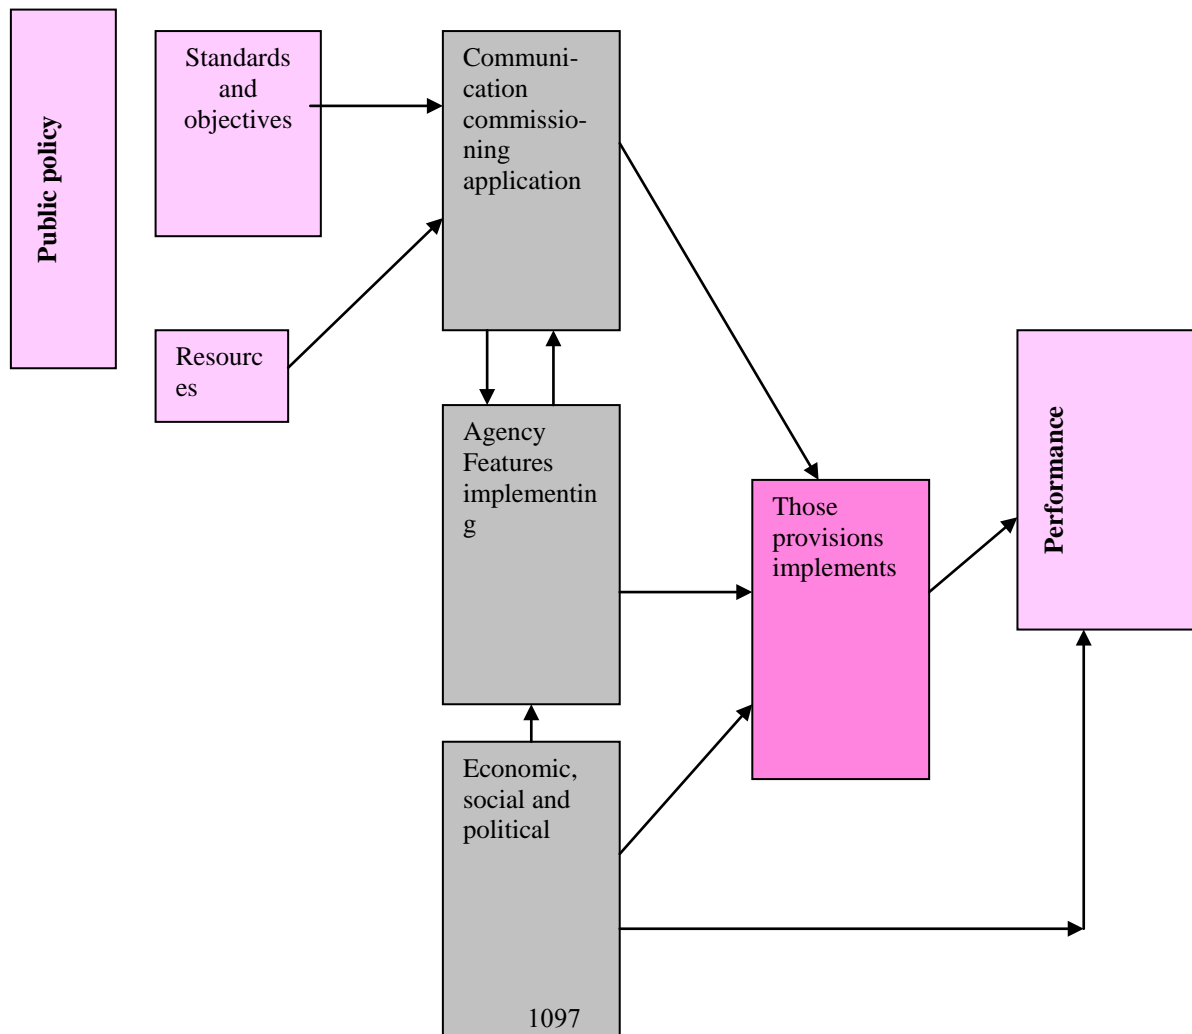 Public policy
Standards
and
objectives
Resourc
es
Communi-
cation
commissio-
ning
application
Agency
Features
implementin
g
Economic,
social and
political
1097
Those
provisions
implements
Performance